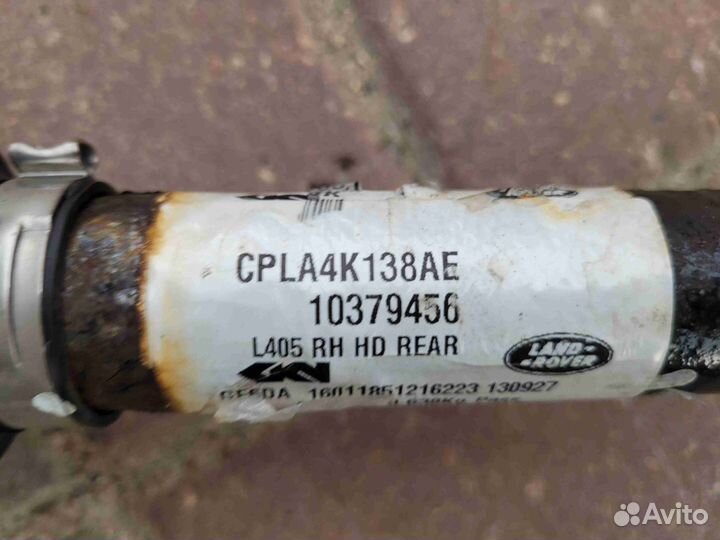 CPLA4K138AE
10379456
L405 RH HD REAR
LAND-
-ROVER
GKN
16011851216223 130927
Avito